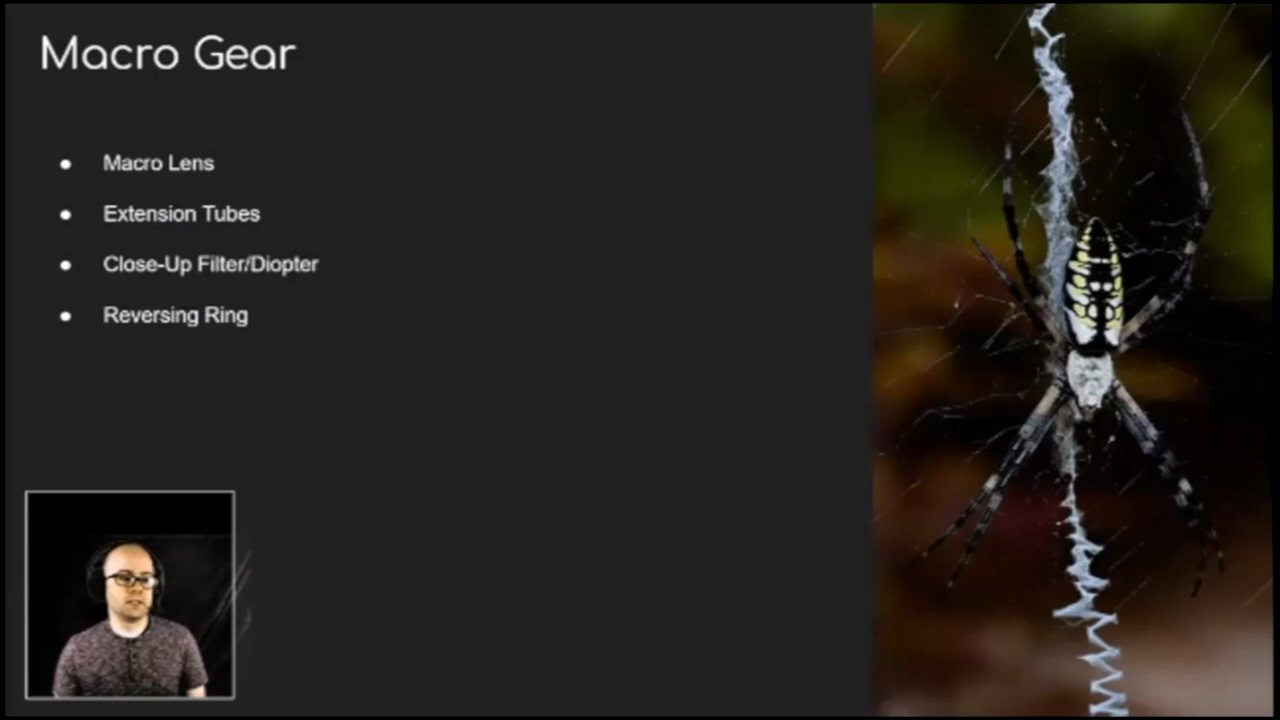 Macro Gear
● Macro Lens
● Extension Tubes
● Close-Up Filter/Diopter
● Reversing Ring